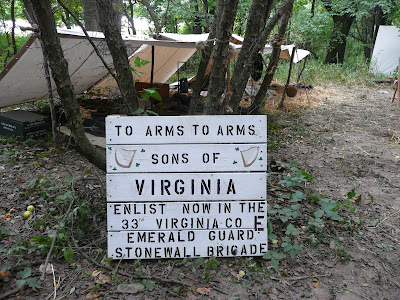 TO ARMS TO ARMS
SONS OF
VIRGINIA
ENLIST NOW IN THE
33RD VIRGINIA CO E
"EMERALD GUARD"
STONEWALL BRIGADE